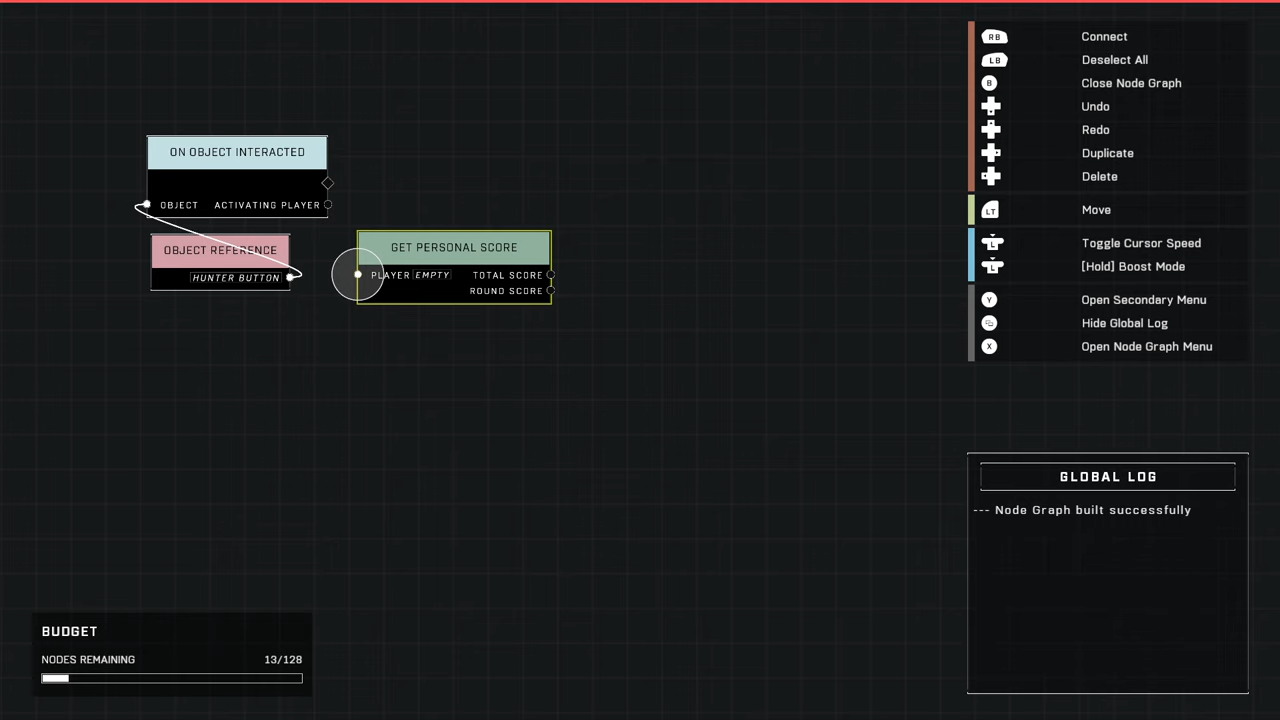 ON OBJECT INTERACTED
OBJECT ACTIVATING PLAYER
OBJECT REFERENCE
HUNTER BUTTON
GET PERSONAL SCORE
PLAYER EMPTY TOTAL SCORE
ROUND SCORE
RB Connect
LB Deselect All
B Close Node Graph
Undo
Redo
Duplicate
Delete
LT Move
L Toggle Cursor Speed
L [Hold] Boost Mode
Y Open Secondary Menu
Hide Global Log
X Open Node Graph Menu
GLOBAL LOG
--- Node Graph built successfully
BUDGET
NODES REMAINING 13/128